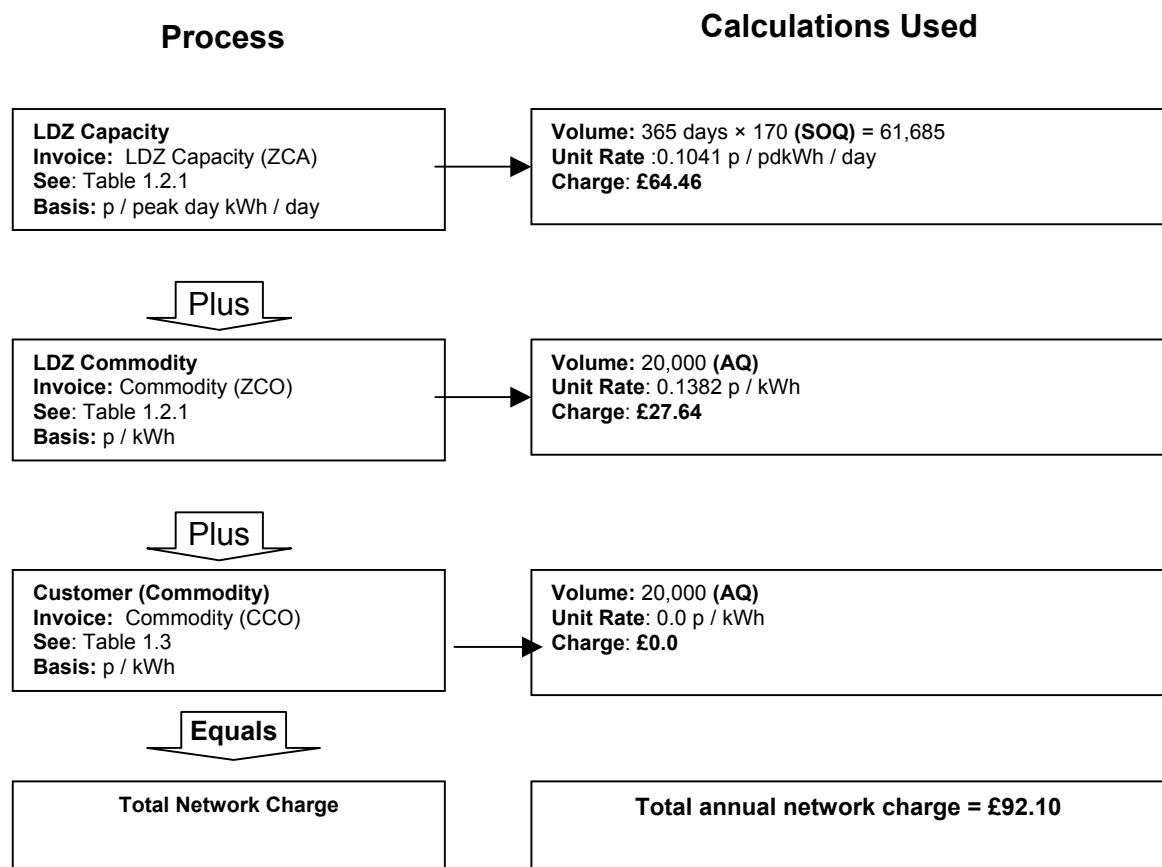 Process
Calculations Used
LDZ Capacity
Invoice: LDZ Capacity (ZCA)
See: Table 1.2.1
Basis: p / peak day kWh / day
Volume: 365 days × 170 (SOQ) = 61,685
Unit Rate :0.1041 p / pdkWh / day
Charge: £64.46
Plus
LDZ Commodity
Invoice: Commodity (ZCO)
See: Table 1.2.1
Basis: p / kWh
Volume: 20,000 (AQ)
Unit Rate: 0.1382 p / kWh
Charge: £27.64
Plus
Customer (Commodity)
Invoice: Commodity (CCO)
See: Table 1.3
Basis: p / kWh
Volume: 20,000 (AQ)
Unit Rate: 0.0 p / kWh
Charge: £0.0
Equals
Total Network Charge
Total annual network charge = £92.10